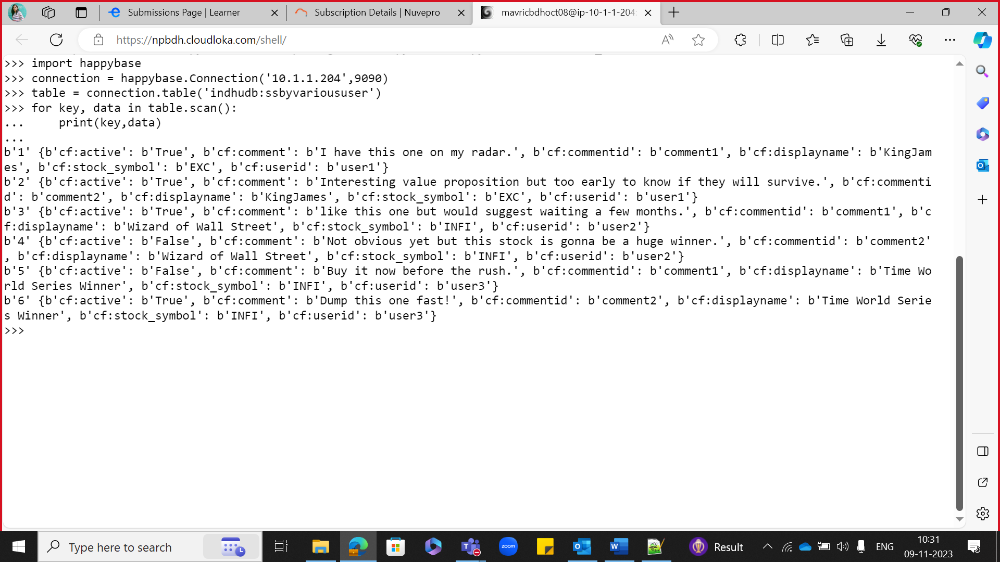 Submissions Page | Learner
Subscription Details | Nuvepro
mavricbdhoct08@ip-10-1-1-204:
https://npbdh.cloudloka.com/shell/
>>> import happybase
>>> connection = happybase.Connection('10.1.1.204',9090)
>>> table = connection.table('indhudb:ssbyvarioususer')
>>> for key, data in table.scan():
...     print(key,data)
...
b'1' {b'cf:active': b'True', b'cf:comment': b'I have this one on my radar.', b'cf:commentid': b'comment1', b'cf:displayname': b'KingJam
es', b'cf:stock_symbol': b'EXC', b'cf:userid': b'user1'}
b'2' {b'cf:active': b'True', b'cf:comment': b'Interesting value proposition but too early to know if they will survive.', b'cf:commenti
d': b'comment2', b'cf:displayname': b'KingJames', b'cf:stock_symbol': b'EXC', b'cf:userid': b'user1'}
b'3' {b'cf:active': b'True', b'cf:comment': b'like this one but would suggest waiting a few months.', b'cf:commentid': b'comment1', b'c
f:displayname': b'Wizard of Wall Street', b'cf:stock_symbol': b'INFI', b'cf:userid': b'user2'}
b'4' {b'cf:active': b'False', b'cf:comment': b'Not obvious yet but this stock is gonna be a huge winner.', b'cf:commentid': b'comment2'
, b'cf:displayname': b'Wizard of Wall Street', b'cf:stock_symbol': b'INFI', b'cf:userid': b'user2'}
b'5' {b'cf:active': b'False', b'cf:comment': b'Buy it now before the rush.', b'cf:commentid': b'comment1', b'cf:displayname': b'Time Wo
rld Series Winner', b'cf:stock_symbol': b'INFI', b'cf:userid': b'user3'}
b'6' {b'cf:active': b'True', b'cf:comment': b'Dump this one fast!', b'cf:commentid': b'comment2', b'cf:displayname': b'Time World Serie
s Winner', b'cf:stock_symbol': b'INFI', b'cf:userid': b'user3'}
>>>
Type here to search
zoom
Result
ENG
10:31
09-11-2023